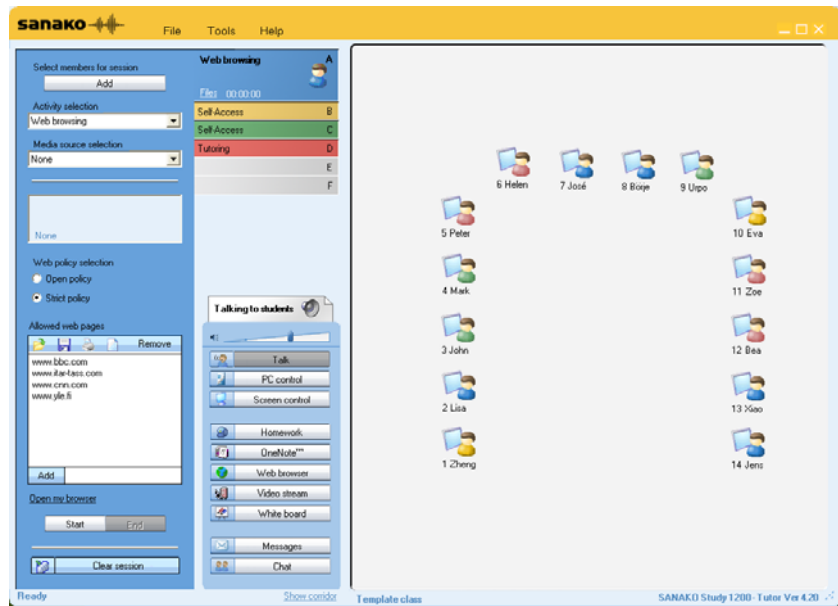 sanako
File Tools Help
Select members for session
Add
Activity selection
Web browsing
Media source selection
None
None
Web policy selection
Open policy
Strict policy
Allowed web pages
Remove
www.bbc.com
www.itar-tass.com
www.cnn.com
www.yle.fi
Add
Open my browser
Start End
Clear session
Ready
Web browsing A
Files 00:00:00
Self-Access B
Self-Access C
Tutoring D
E
F
Talking to students
Talk
PC control
Screen control
Homework
OneNote™
Web browser
Video stream
White board
Messages
Chat
Show corridor
6 Helen 7 José 8 Börje 9 Urpo
5 Peter 10 Eva
4 Mark 11 Zoe
3 John 12 Bea
2 Lisa 13 Xiao
1 Zheng 14 Jens
Template class
SANAKO Study 1200 - Tutor Ver 4.20